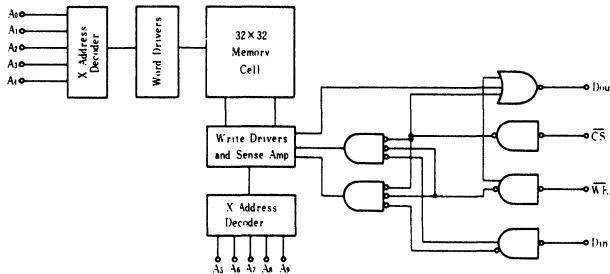 A0
A1
A2
A3
A4
X Address
Decoder
Word Drivers
32×32
Memory
Cell
Write Drivers
and Sense Amp
X Address
Decoder
A5 A6 A7 A8 A9
Dou
CS
WE
Din